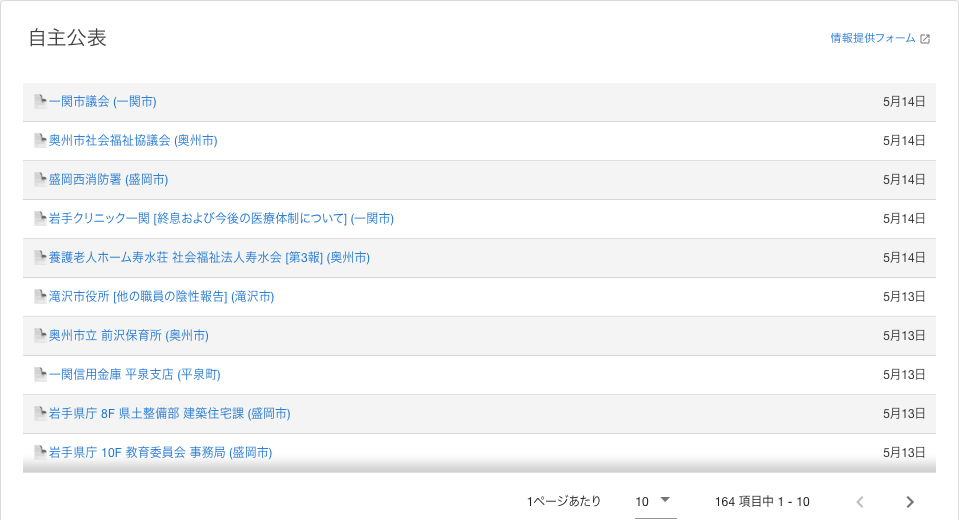 自主公表 情報提供フォーム
一関市議会 (一関市) 5月14日
奥州市社会福祉協議会 (奥州市) 5月14日
盛岡西消防署 (盛岡市) 5月14日
岩手クリニック一関 [終息および今後の医療体制について] (一関市) 5月14日
養護老人ホーム寿水荘 社会福祉法人寿水会 [第3報] (奥州市) 5月14日
滝沢市役所 [他の職員の陰性報告] (滝沢市) 5月13日
奥州市立 前沢保育所 (奥州市) 5月13日
一関信用金庫 平泉支店 (平泉町) 5月13日
岩手県庁 8F 県土整備部 建築住宅課 (盛岡市) 5月13日
岩手県庁 10F 教育委員会 事務局 (盛岡市) 5月13日
1ページあたり 10 164 項目中 1 - 10